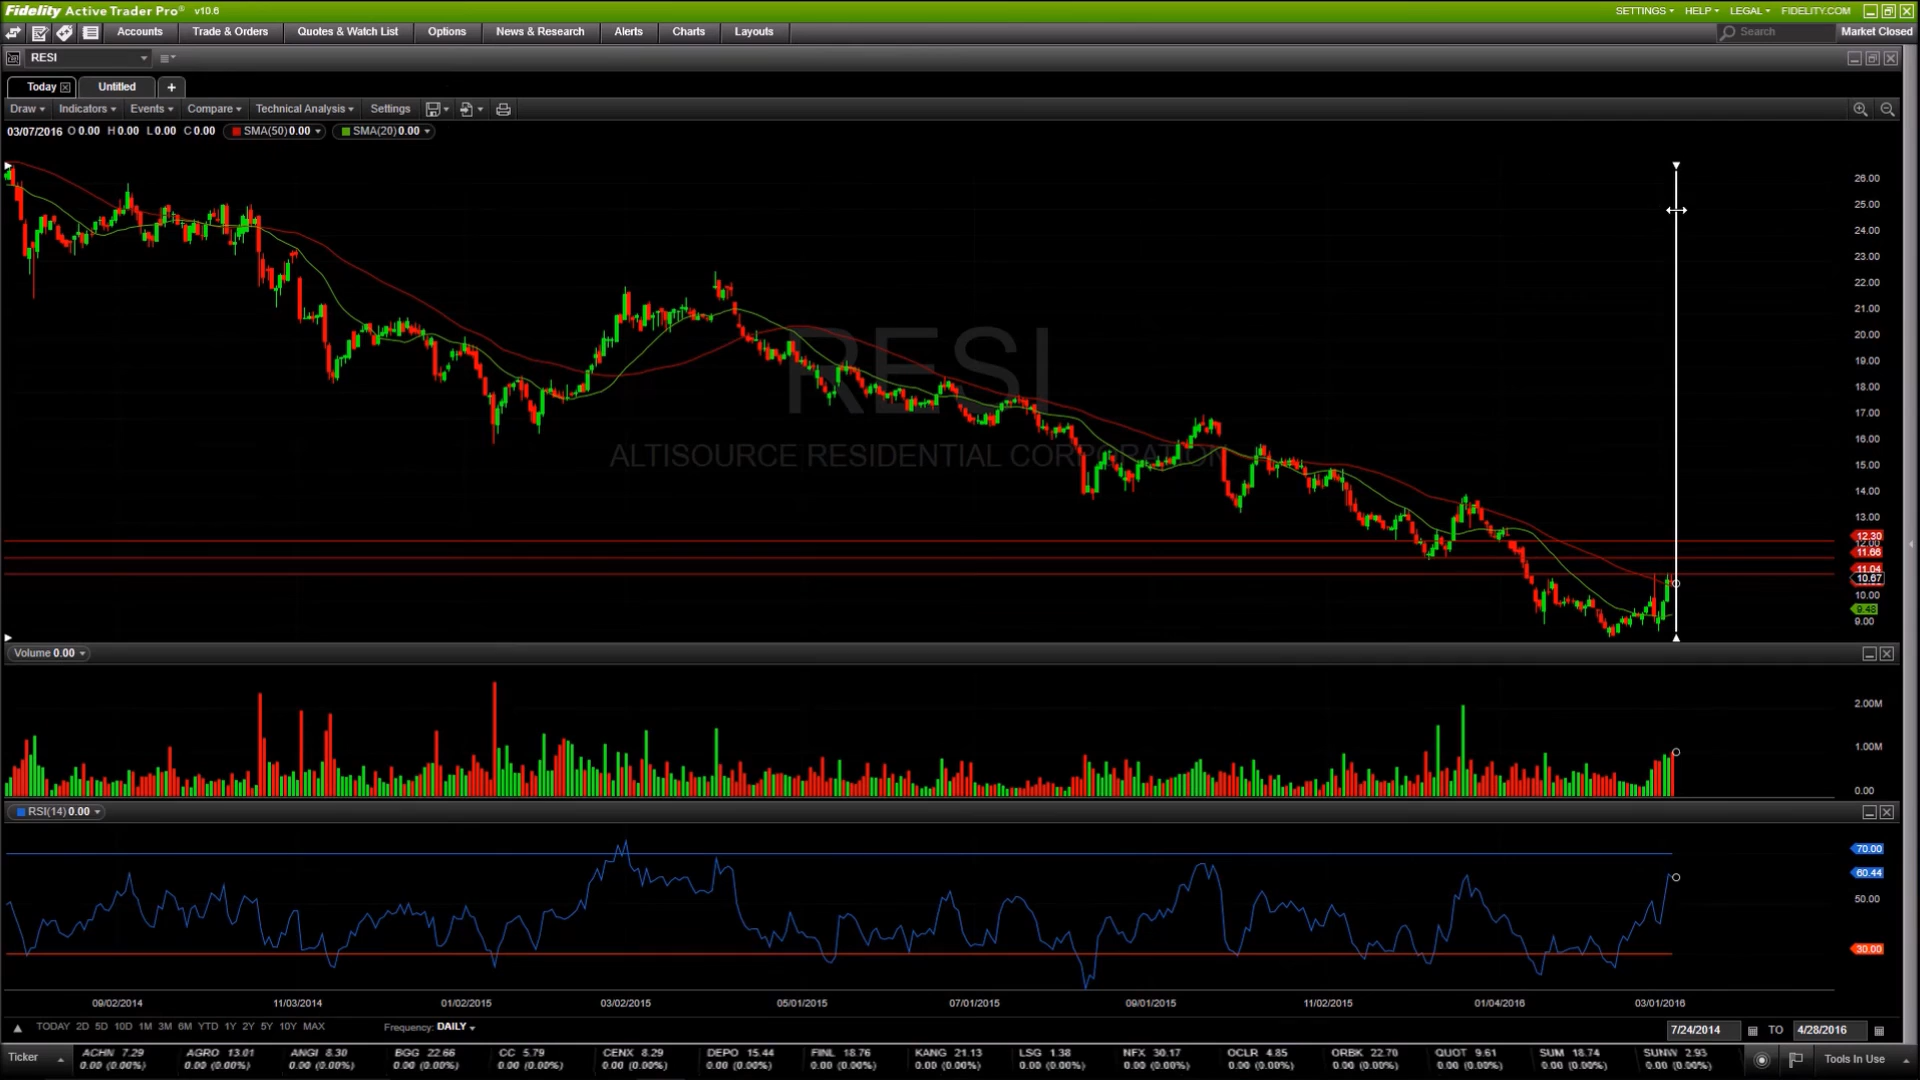 Fidelity Active Trader Pro® v10.6 SETTINGS HELP LEGAL FIDELITY.COM
Accounts Trade & Orders Quotes & Watch List Options News & Research Alerts Charts Layouts Search Market Closed
RESI
Today Untitled +
Draw Indicators Events Compare Technical Analysis Settings
03/07/2016 O 0.00 H 0.00 L 0.00 C 0.00 SMA(50) 0.00 SMA(20) 0.00
26.00
25.00
24.00
23.00
22.00
21.00
20.00
19.00
18.00
17.00
16.00
15.00
14.00
13.00
RESI
ALTISOURCE RESIDENTIAL CORPORATION
12.30
12.00
11.66
11.04
10.67
10.00
9.48
9.00
Volume 0.00
2.00M
1.00M
0.00
RSI(14) 0.00
70.00
60.44
50.00
30.00
09/02/2014 11/03/2014 01/02/2015 03/02/2015 05/01/2015 07/01/2015 09/01/2015 11/02/2015 01/04/2016 03/01/2016
TODAY 2D 5D 10D 1M 3M 6M YTD 1Y 2Y 5Y 10Y MAX Frequency: DAILY 7/24/2014 TO 4/28/2016
Ticker ACHN 7.29 AGRO 13.01 ANGI 8.30 BGG 22.66 CC 5.79 CENX 8.29 DEPO 15.44 FINL 18.76 KANG 21.13 LSG 1.38 NFX 30.17 OCLR 4.85 ORBK 22.70 QUOT 9.61 SUM 18.74 SUNW 2.93 Tools In Use
0.00 (0.00%) 0.00 (0.00%) 0.00 (0.00%) 0.00 (0.00%) 0.00 (0.00%) 0.00 (0.00%) 0.00 (0.00%) 0.00 (0.00%) 0.00 (0.00%) 0.00 (0.00%) 0.00 (0.00%) 0.00 (0.00%) 0.00 (0.00%) 0.00 (0.00%) 0.00 (0.00%) 0.00 (0.00%)